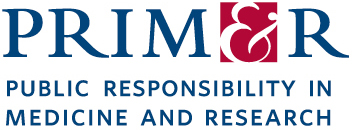 PRIM&R
PUBLIC RESPONSIBILITY IN
MEDICINE AND RESEARCH